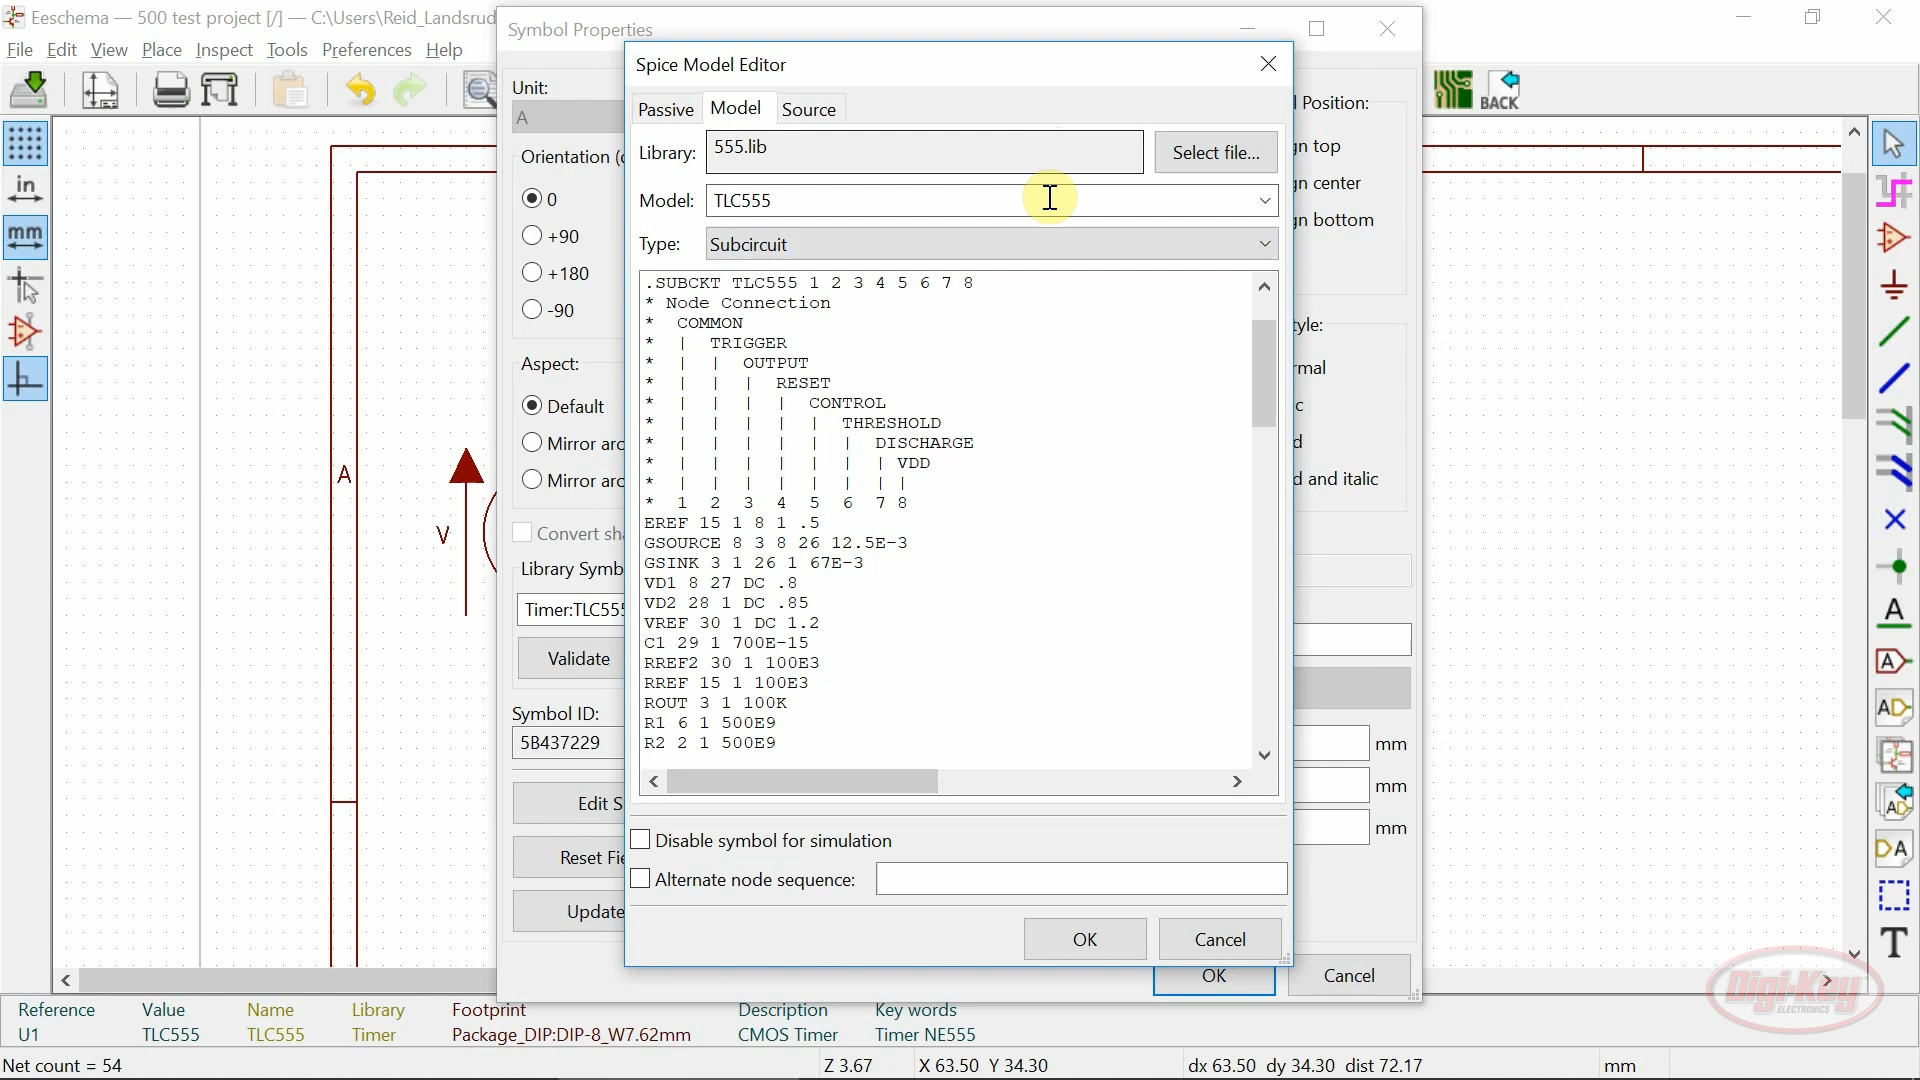 Eeschema — 500 test project [/] — C:\Users\Reid_Landsrud
File Edit View Place Inspect Tools Preferences Help
BACK
in
mm
A
V
Symbol Properties
Unit:
A
Orientation (
0
+90
+180
-90
Aspect:
Default
Mirror
Mirror
Convert
Library
Timer:TLC555
Validate
Symbol ID:
5B437229
Edit
Reset
Update
Position:
top
center
bottom
and italic
mm
mm
mm
OK Cancel
Spice Model Editor
Passive Model Source
Library: 555.lib Select file...
Model: TLC555
Type: Subcircuit
.SUBCKT TLC555 1 2 3 4 5 6 7 8
* Node Connection
* COMMON
* | TRIGGER
* | | OUTPUT
* | | | RESET
* | | | | CONTROL
* | | | | | THRESHOLD
* | | | | | | DISCHARGE
* | | | | | | | VDD
* | | | | | | | |
* 1 2 3 4 5 6 7 8
EREF 15 1 8 1 .5
GSOURCE 8 3 8 26 12.5E-3
GSINK 3 1 26 1 67E-3
VD1 8 27 DC .8
VD2 28 1 DC .85
VREF 30 1 DC 1.2
C1 29 1 700E-15
RREF2 30 1 100E3
RREF 15 1 100E3
ROUT 3 1 100K
R1 6 1 500E9
R2 2 1 500E9
Disable symbol for simulation
Alternate node sequence:
OK Cancel
A
A
AD
AD
DA
T
Digi-Key
ELECTRONICS
Reference Value Name Library Footprint Description Key words
U1 TLC555 TLC555 Timer Package_DIP:DIP-8_W7.62mm CMOS Timer Timer NE555
Net count = 54 Z 3.67 X 63.50 Y 34.30 dx 63.50 dy 34.30 dist 72.17 mm